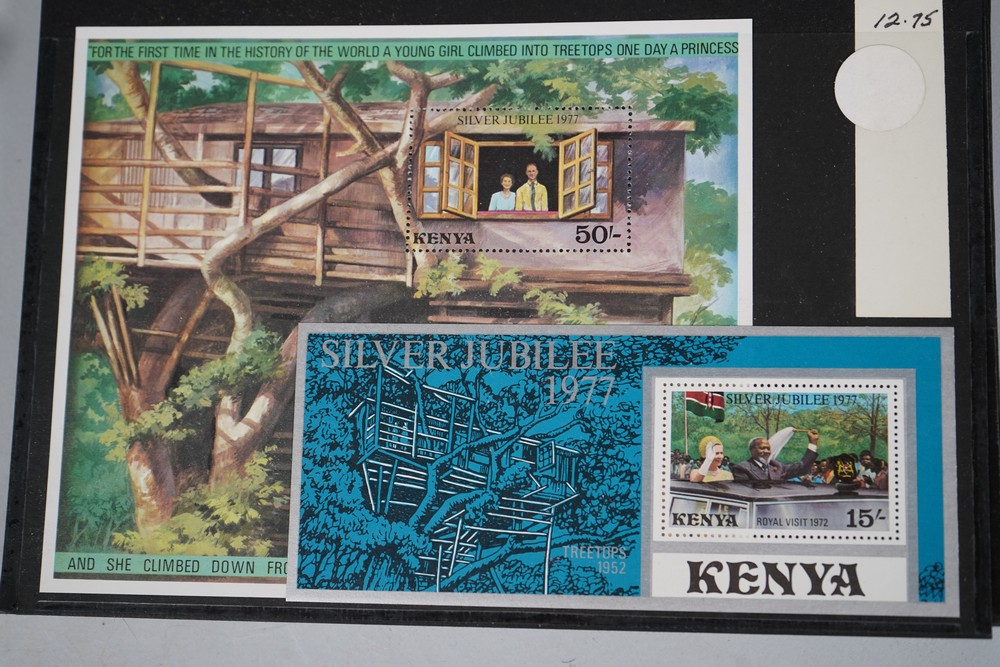 12.75
"FOR THE FIRST TIME IN THE HISTORY OF THE WORLD A YOUNG GIRL CLIMBED INTO TREETOPS ONE DAY A PRINCESS
SILVER JUBILEE 1977
KENYA 50/-
AND SHE CLIMBED DOWN
SILVER JUBILEE
1977
TREETOPS
1952
SILVER JUBILEE 1977
ROYAL VISIT 1972
KENYA 15/-
KENYA